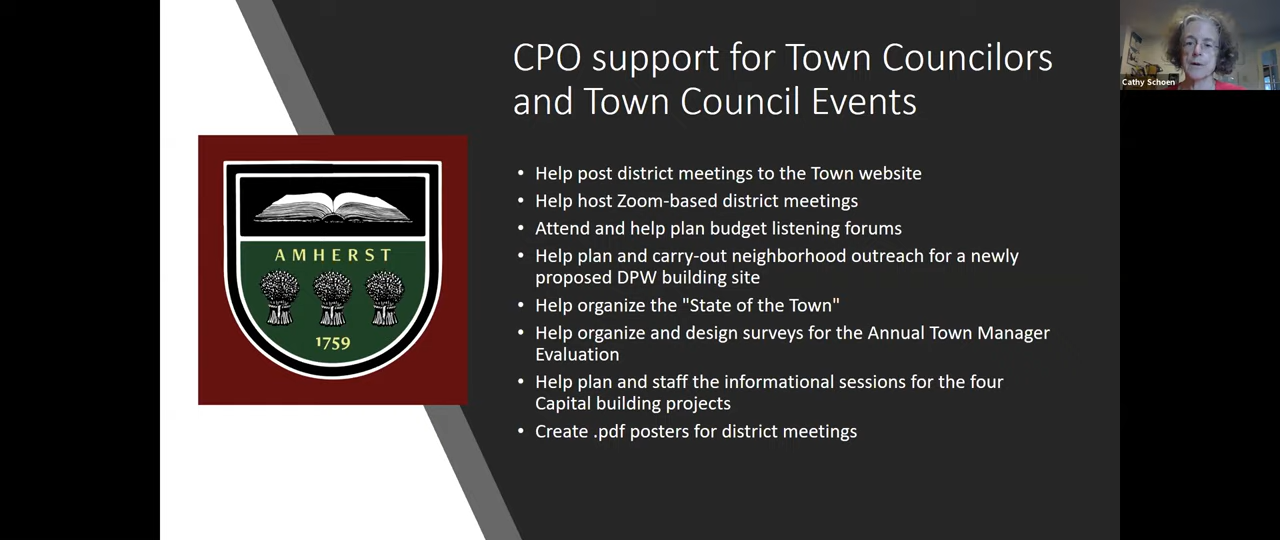 CPO support for Town Councilors
and Town Council Events
• Help post district meetings to the Town website
• Help host Zoom-based district meetings
• Attend and help plan budget listening forums
• Help plan and carry-out neighborhood outreach for a newly
proposed DPW building site
• Help organize the "State of the Town"
• Help organize and design surveys for the Annual Town Manager
Evaluation
• Help plan and staff the informational sessions for the four
Capital building projects
• Create .pdf posters for district meetings
AMHERST
1759
Cathy Schoen